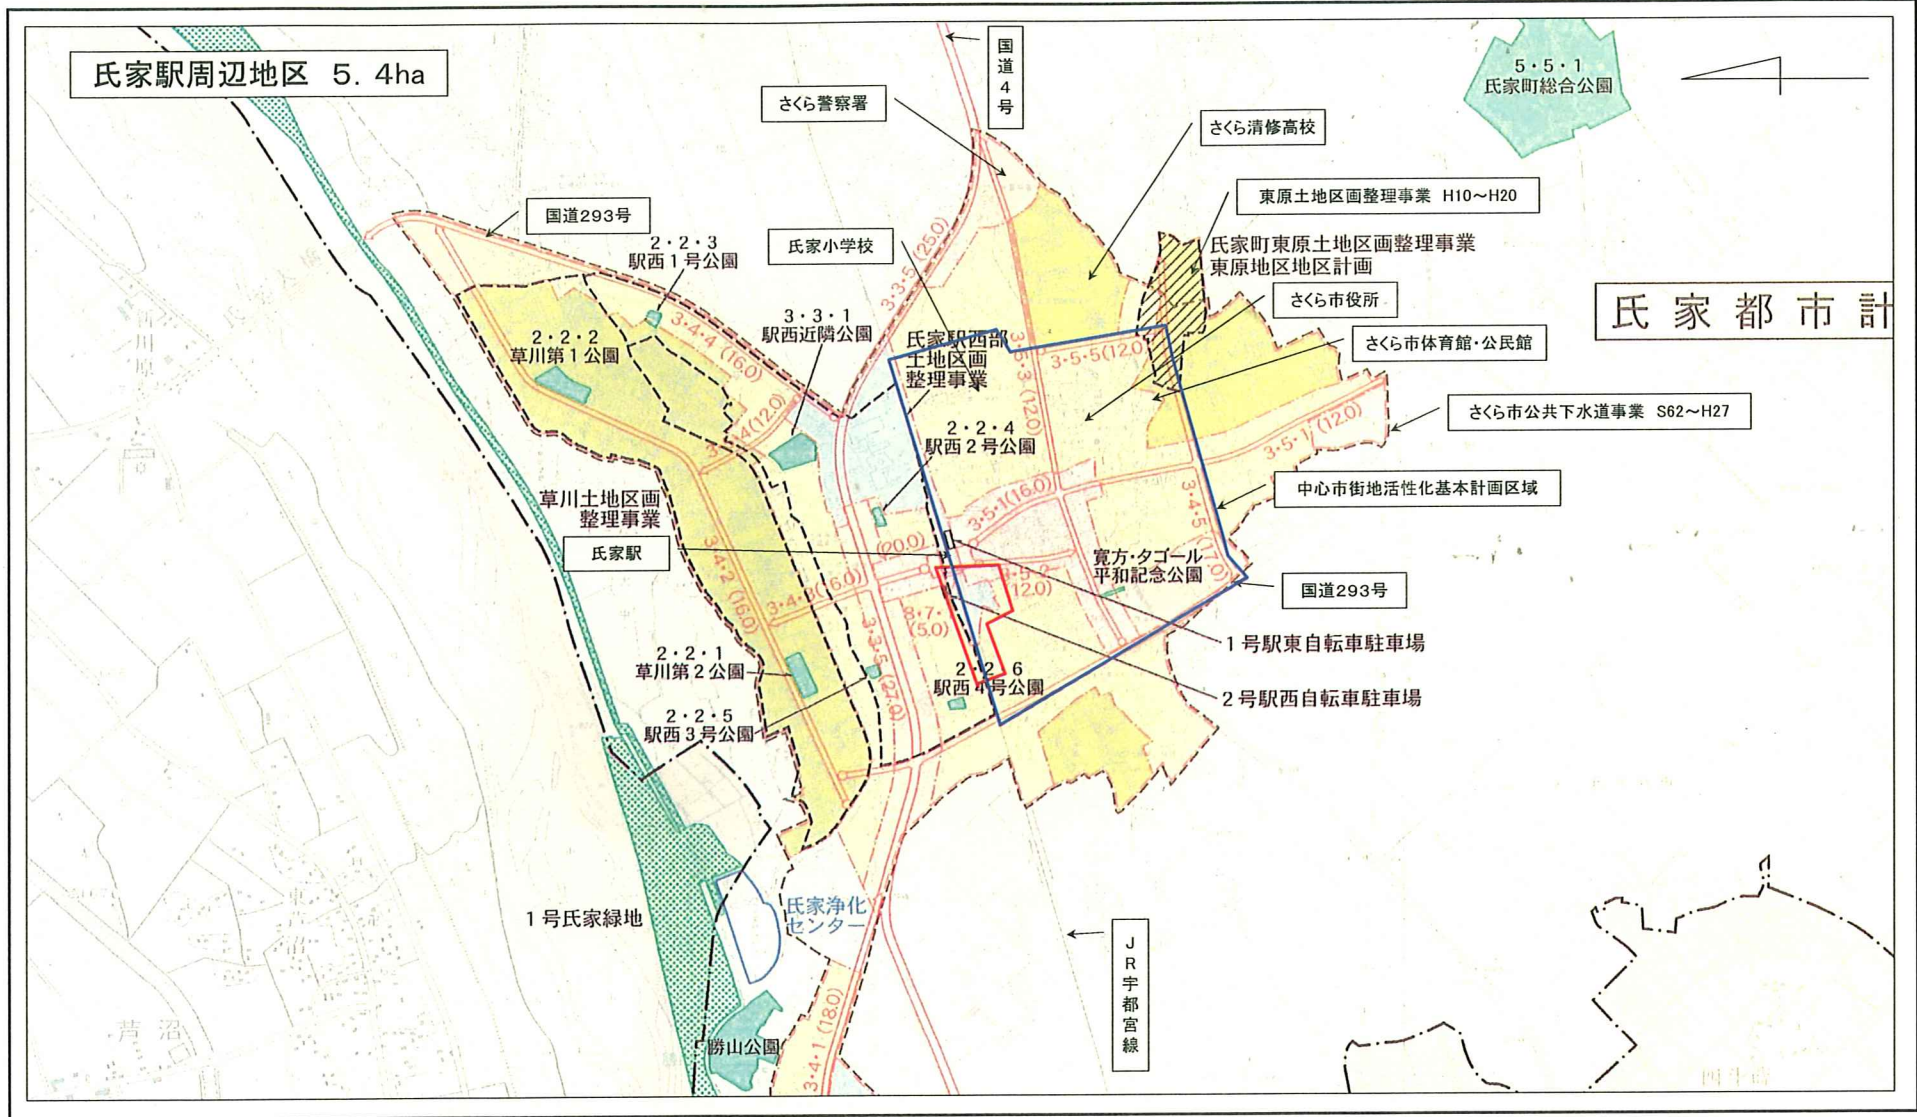 氏家駅周辺地区 5.4ha
国道4号
5・5・1
氏家町総合公園
さくら警察署
さくら清修高校
東原土地区画整理事業 H10～H20
氏家町東原土地区画整理事業
東原地区地区計画
国道293号
2・2・3
駅西1号公園
氏家小学校
3・3・5 (25.0)
さくら市役所
氏家都市計
3・3・1
駅西近隣公園
3・4・4 (16.0)
2・2・2
草川第1公園
氏家駅西部
土地区画
整理事業
3・5・5(12.0)
さくら市体育館・公民館
さくら市公共下水道事業 S62～H27
3・5・1 (12.0)
2・2・4
駅西2号公園
中心市街地活性化基本計画区域
3・5・1(16.0)
3・4・5 (17.0)
草川土地区画
整理事業
氏家駅
(20.0)
3・4・2 (16.0)
寛方・タゴール
平和記念公園
国道293号
(5.0)
1号駅東自転車駐車場
2・2・1
草川第2公園
3・3・5 (27.0)
駅西4号公園
2号駅西自転車駐車場
2・2・5
駅西3号公園
1号氏家緑地
氏家浄化
センター
JR宇都宮線
芦沼
勝山公園
3・4・1 (18.0)